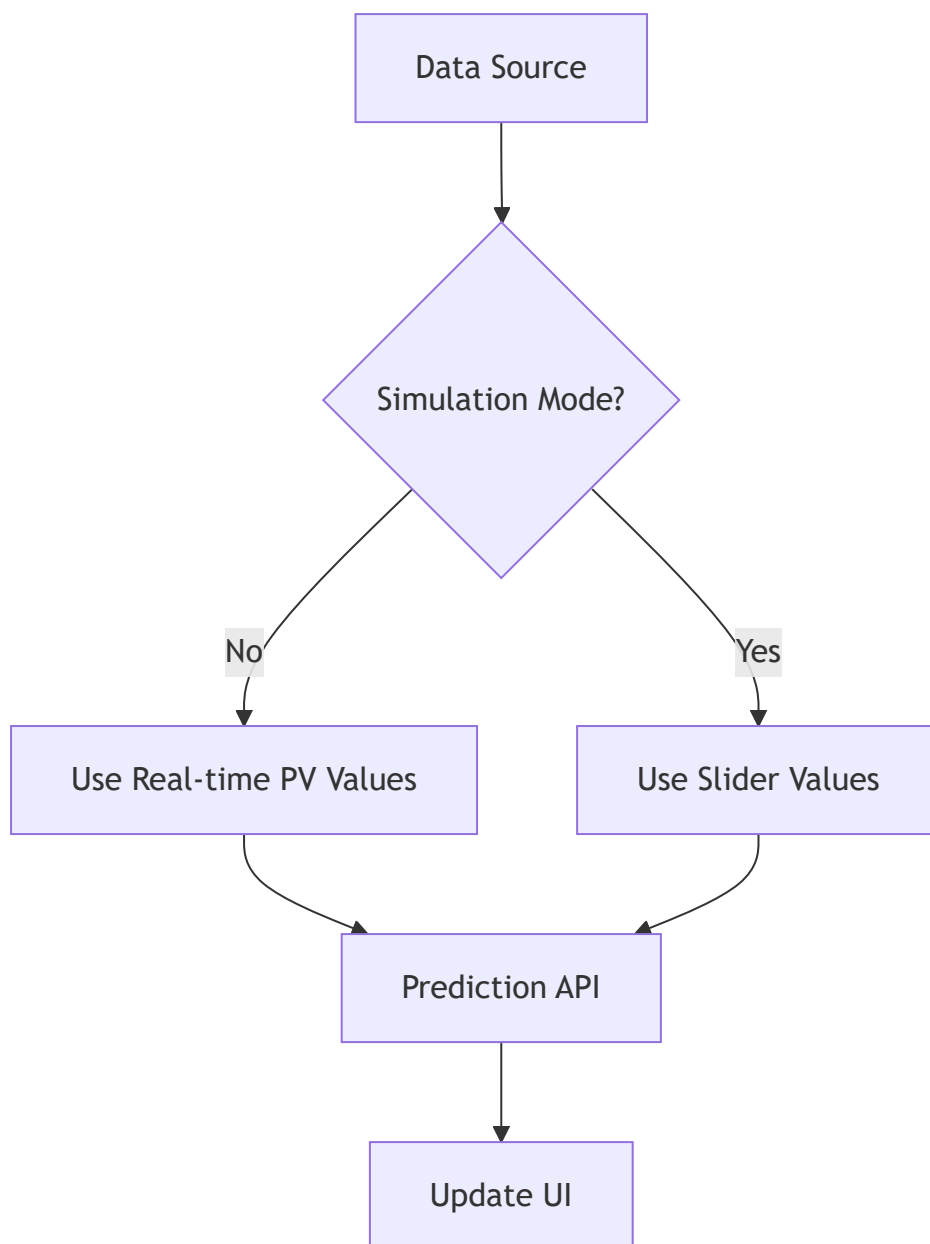 Data Source
Simulation Mode?
No
Yes
Use Real-time PV Values
Use Slider Values
Prediction API
Update UI